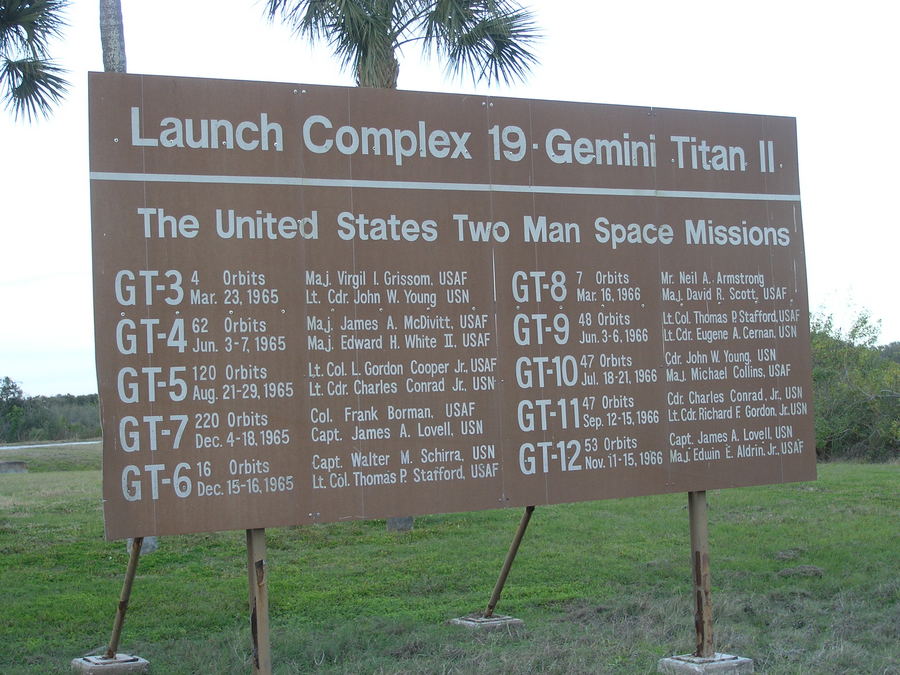 Launch Complex 19 · Gemini Titan II
The United States Two Man Space Missions
GT-3 4 Orbits Maj. Virgil I. Grissom, USAF
Mar. 23, 1965 Lt. Cdr. John W. Young USN
GT-4 62 Orbits Maj. James A. McDivitt, USAF
Jun. 3-7, 1965 Maj. Edward H. White II, USAF
GT-5 120 Orbits Lt. Col. L. Gordon Cooper Jr., USAF
Aug. 21-29, 1965 Lt. Cdr. Charles Conrad Jr., USN
GT-7 220 Orbits Col. Frank Borman, USAF
Dec. 4-18, 1965 Capt. James A. Lovell, USN
GT-6 16 Orbits Capt. Walter M. Schirra, USN
Dec. 15-16, 1965 Lt. Col. Thomas P. Stafford, USAF
GT-8 7 Orbits Mr. Neil A. Armstrong
Mar. 16, 1966 Maj. David R. Scott, USAF
GT-9 48 Orbits Lt. Col. Thomas P. Stafford, USAF
Jun. 3-6, 1966 Lt. Cdr. Eugene A. Cernan, USN
GT-10 47 Orbits Cdr. John W. Young, USN
Jul. 18-21, 1966 Maj. Michael Collins, USAF
GT-11 47 Orbits Cdr. Charles Conrad, Jr., USN
Sep. 12-15, 1966 Lt. Cdr. Richard F. Gordon, Jr. USN
GT-12 53 Orbits Capt. James A. Lovell, USN
Nov. 11-15, 1966 Maj. Eduin E. Aldrin, Jr., USAF